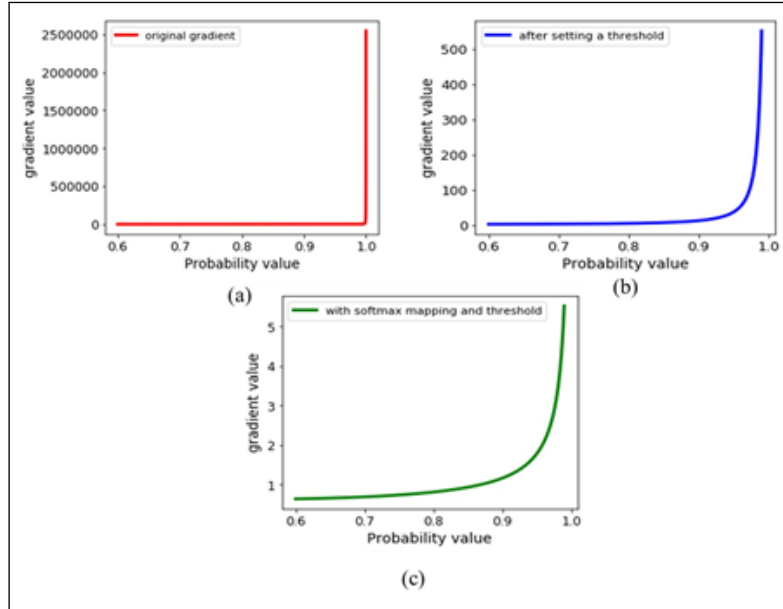 original gradient
gradient value
2500000
2000000
1500000
1000000
500000
0
0.6 0.7 0.8 0.9 1.0
Probability value
(a)
after setting a threshold
gradient value
500
400
300
200
100
0
0.6 0.7 0.8 0.9 1.0
Probability value
(b)
with softmax mapping and threshold
gradient value
5
4
3
2
1
0.6 0.7 0.8 0.9 1.0
Probability value
(c)